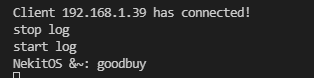 Client 192.168.1.39 has connected!
stop log
start log
NekitOS &~: goodbuy